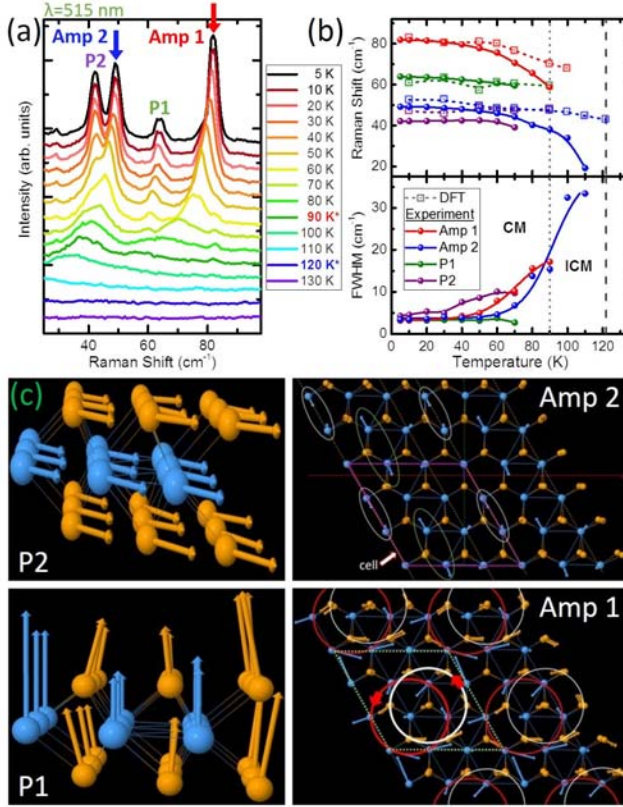 λ=515 nm
(a)
Amp 2
Amp 1
P2
P1
Intensity (arb. units)
5 K
10 K
20 K
30 K
40 K
50 K
60 K
70 K
80 K
90 K*
100 K
110 K
120 K*
130 K
40
60
80
Raman Shift (cm⁻¹)
(b)
Raman Shift (cm⁻¹)
80
60
40
20
FWHM (cm⁻¹)
30
20
10
0
DFT
Experiment
Amp 1
Amp 2
P1
P2
CM
ICM
0 20 40 60 80 100 120
Temperature (K)
(c)
P2
Amp 2
cell
P1
Amp 1